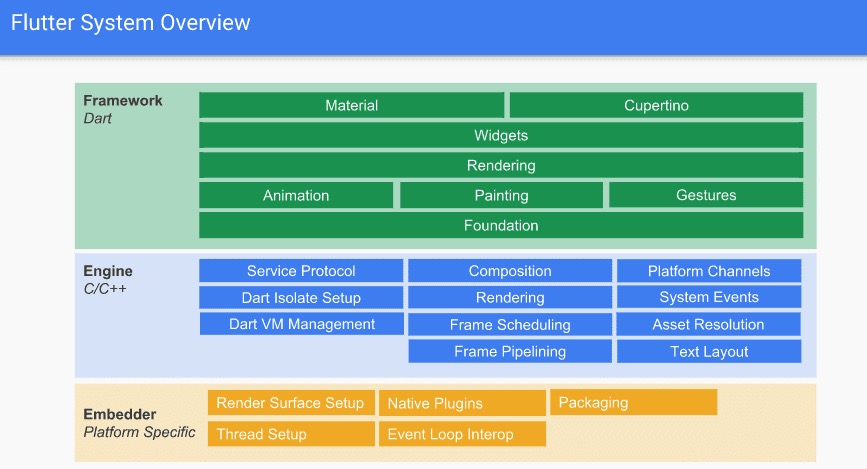 Flutter System Overview
Framework
Dart
Material Cupertino
Widgets
Rendering
Animation Painting Gestures
Foundation
Engine
C/C++
Service Protocol Composition Platform Channels
Dart Isolate Setup Rendering System Events
Dart VM Management Frame Scheduling Asset Resolution
Frame Pipelining Text Layout
Embedder
Platform Specific
Render Surface Setup Native Plugins Packaging
Thread Setup Event Loop Interop